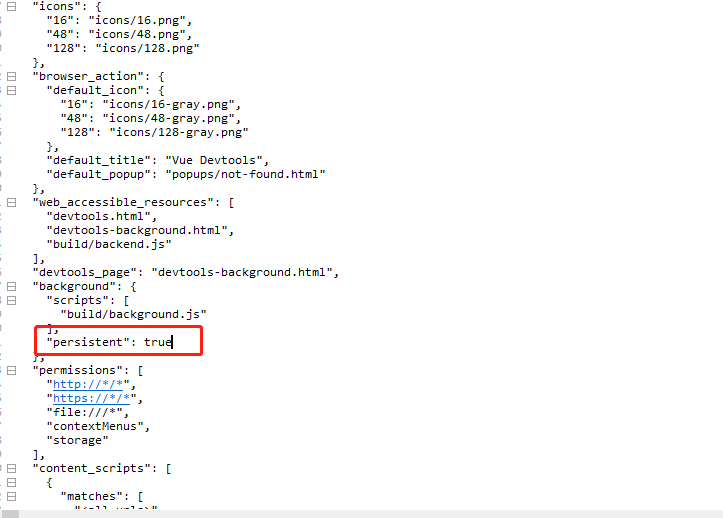 "icons": {
"16": "icons/16.png",
"48": "icons/48.png",
"128": "icons/128.png"
},
"browser_action": {
"default_icon": {
"16": "icons/16-gray.png",
"48": "icons/48-gray.png",
"128": "icons/128-gray.png"
},
"default_title": "Vue Devtools",
"default_popup": "popups/not-found.html"
},
"web_accessible_resources": [
"devtools.html",
"devtools-background.html",
"build/backend.js"
],
"devtools_page": "devtools-background.html",
"background": {
"scripts": [
"build/background.js"
],
"persistent": true
},
"permissions": [
"http://*/*",
"https://*/*",
"file:///*",
"contextMenus",
"storage"
],
"content_scripts": [
{
"matches": [